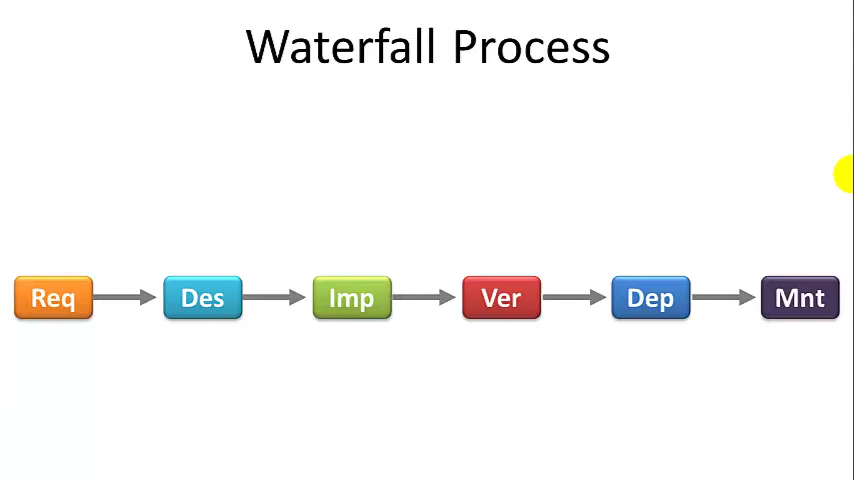 Waterfall Process
Req Des Imp Ver Dep Mnt